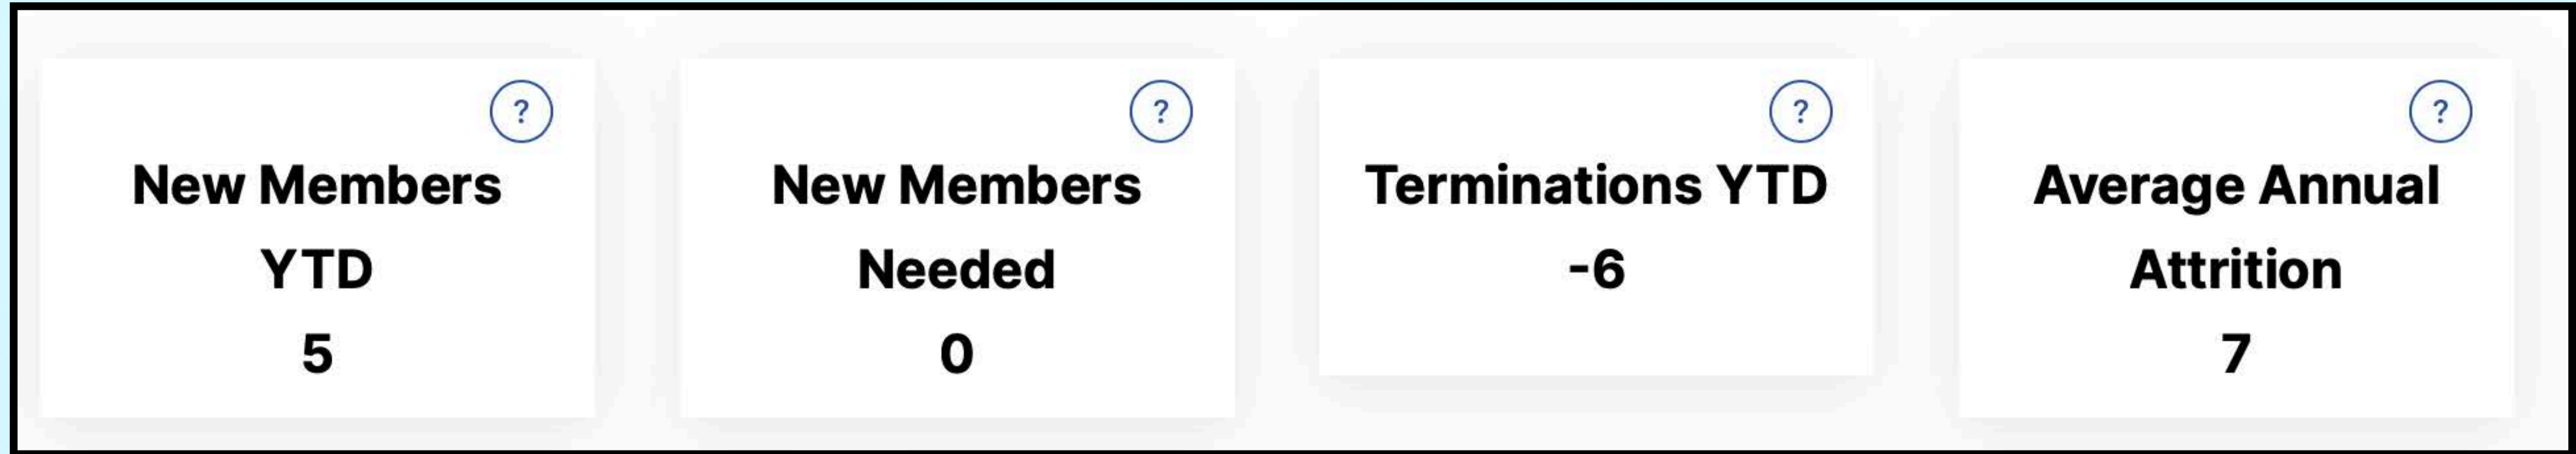 ?
New Members
YTD
5
?
New Members
Needed
0
?
Terminations YTD
-6
?
Average Annual
Attrition
7